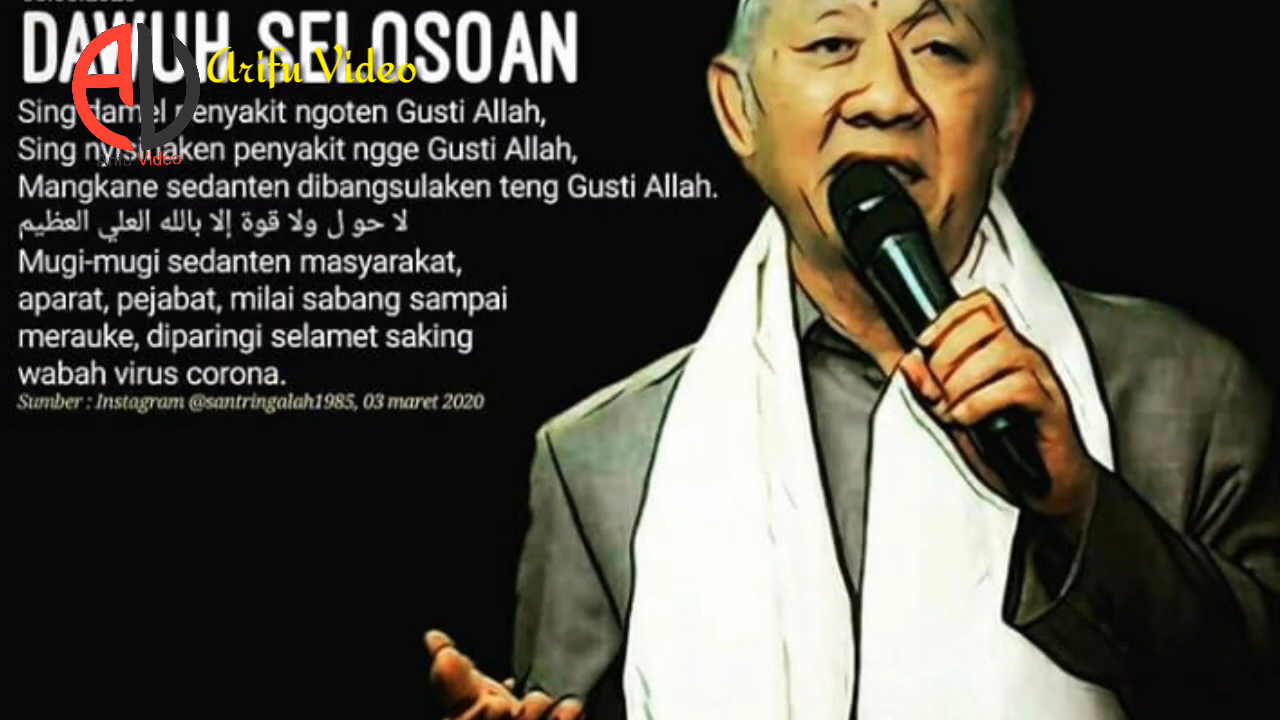 DAWUH SELOSOAN
Arifu Video
Sing damel penyakit ngoten Gusti Allah,
Arifu Video
Sing penyakit ngge Gusti Allah,
Mangkane sedanten dibangsulaken teng Gusti Allah.
لا حو ل ولا قوة إلا بالله العلي العظيم
Mugi-mugi sedanten masyarakat,
aparat, pejabat, milai sabang sampai
merauke, diparingi selamet saking
wabah virus corona.
Sumber : Instagram @santringalah1985, 03 maret 2020